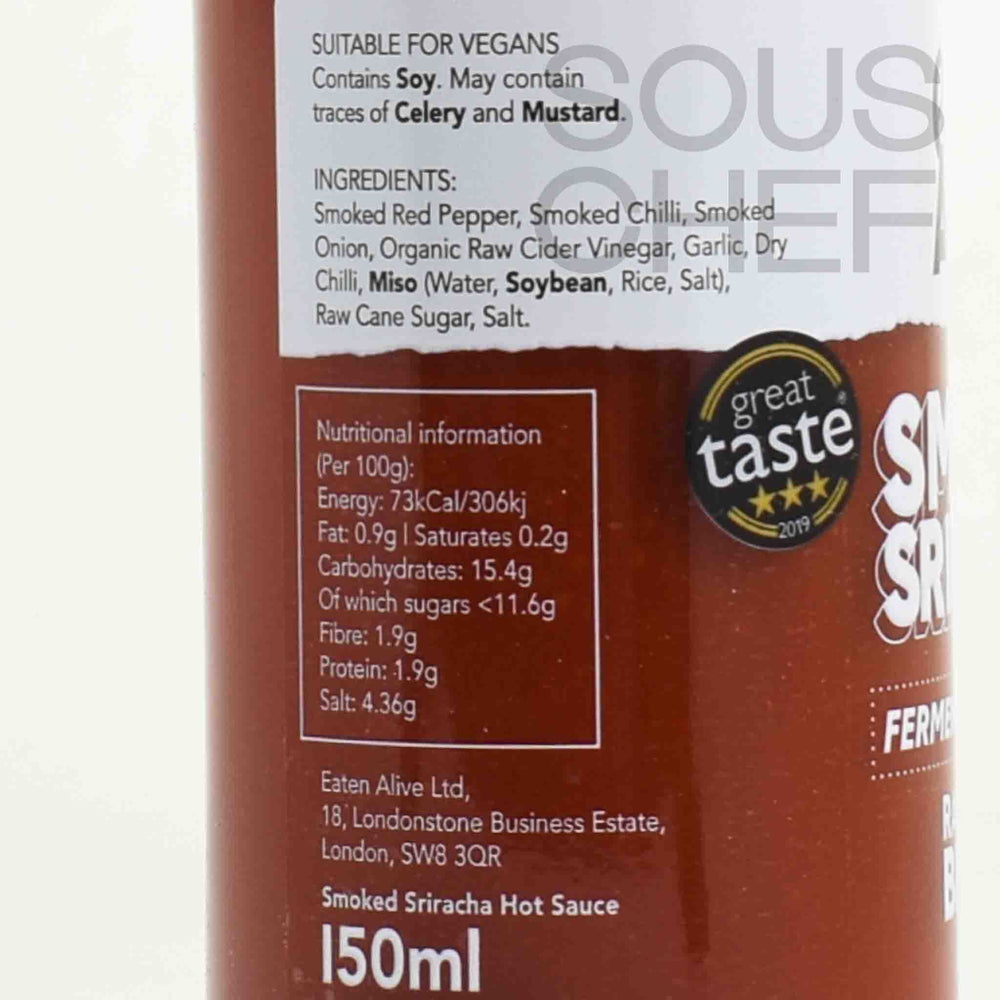 SUITABLE FOR VEGANS
Contains Soy. May contain
traces of Celery and Mustard.
INGREDIENTS:
Smoked Red Pepper, Smoked Chilli, Smoked
Onion, Organic Raw Cider Vinegar, Garlic, Dry
Chilli, Miso (Water, Soybean, Rice, Salt),
Raw Cane Sugar, Salt.
SOUS
CHEF
great
taste
2019
Nutritional information
(Per 100g):
Energy: 73kCal/306kj
Fat: 0.9g | Saturates 0.2g
Carbohydrates: 15.4g
Of which sugars <11.6g
Fibre: 1.9g
Protein: 1.9g
Salt: 4.36g
Eaten Alive Ltd,
18, Londonstone Business Estate,
London, SW8 3QR
Smoked Sriracha Hot Sauce
150ml